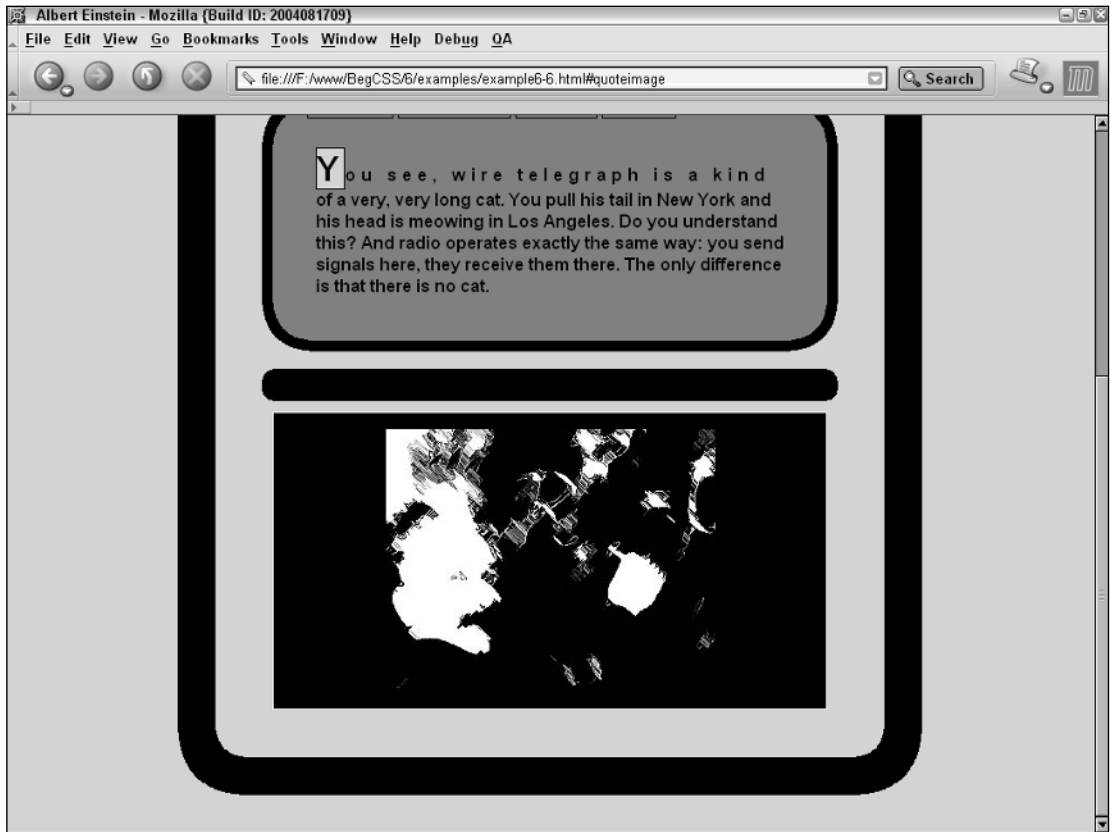 Albert Einstein - Mozilla {Build ID: 2004081709}
File Edit View Go Bookmarks Tools Window Help Debug QA
file:///F:/www/BegCSS/6/examples/example6-6.html#quoteimage Search
You see, wire telegraph is a kind
of a very, very long cat. You pull his tail in New York and
his head is meowing in Los Angeles. Do you understand
this? And radio operates exactly the same way: you send
signals here, they receive them there. The only difference
is that there is no cat.